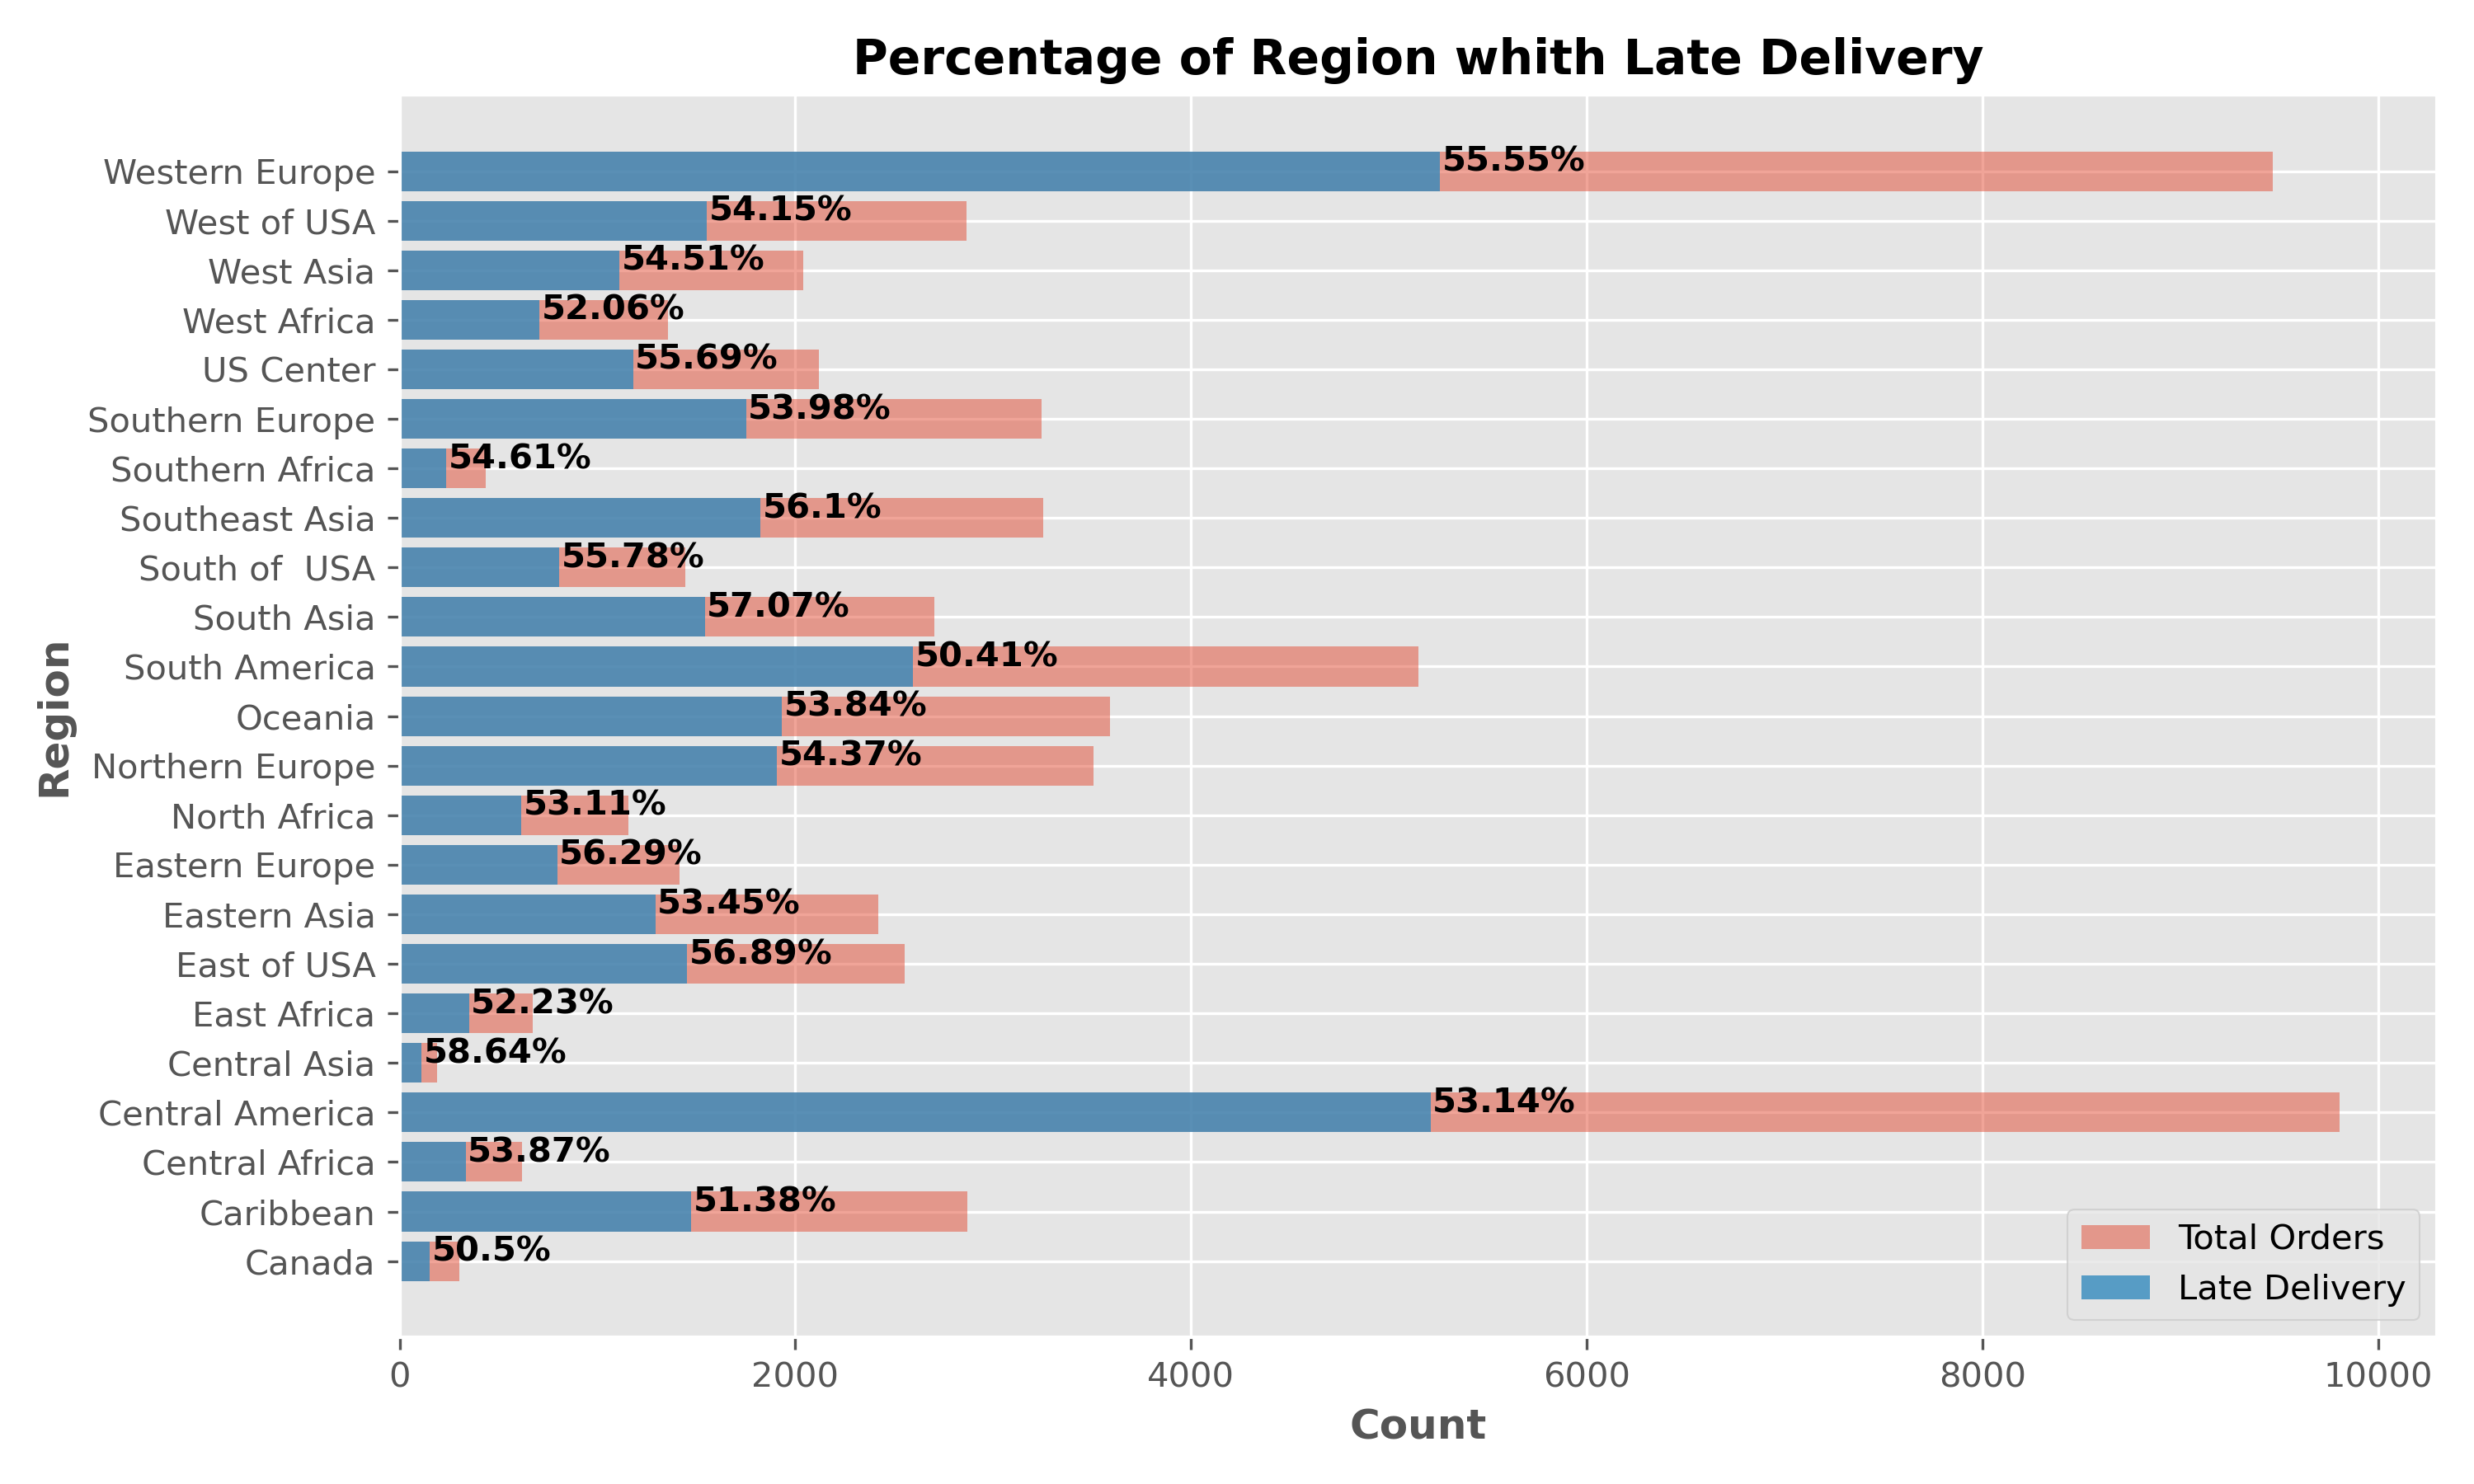 Percentage of Region whith Late Delivery
Western Europe 55.55%
West of USA 54.15%
West Asia 54.51%
West Africa 52.06%
US Center 55.69%
Southern Europe 53.98%
Southern Africa 54.61%
Southeast Asia 56.1%
South of  USA 55.78%
South Asia 57.07%
South America 50.41%
Oceania 53.84%
Northern Europe 54.37%
North Africa 53.11%
Eastern Europe 56.29%
Eastern Asia 53.45%
East of USA 56.89%
East Africa 52.23%
Central Asia 58.64%
Central America 53.14%
Central Africa 53.87%
Caribbean 51.38%
Canada 50.5%
Region
Total Orders
Late Delivery
0 2000 4000 6000 8000 10000
Count